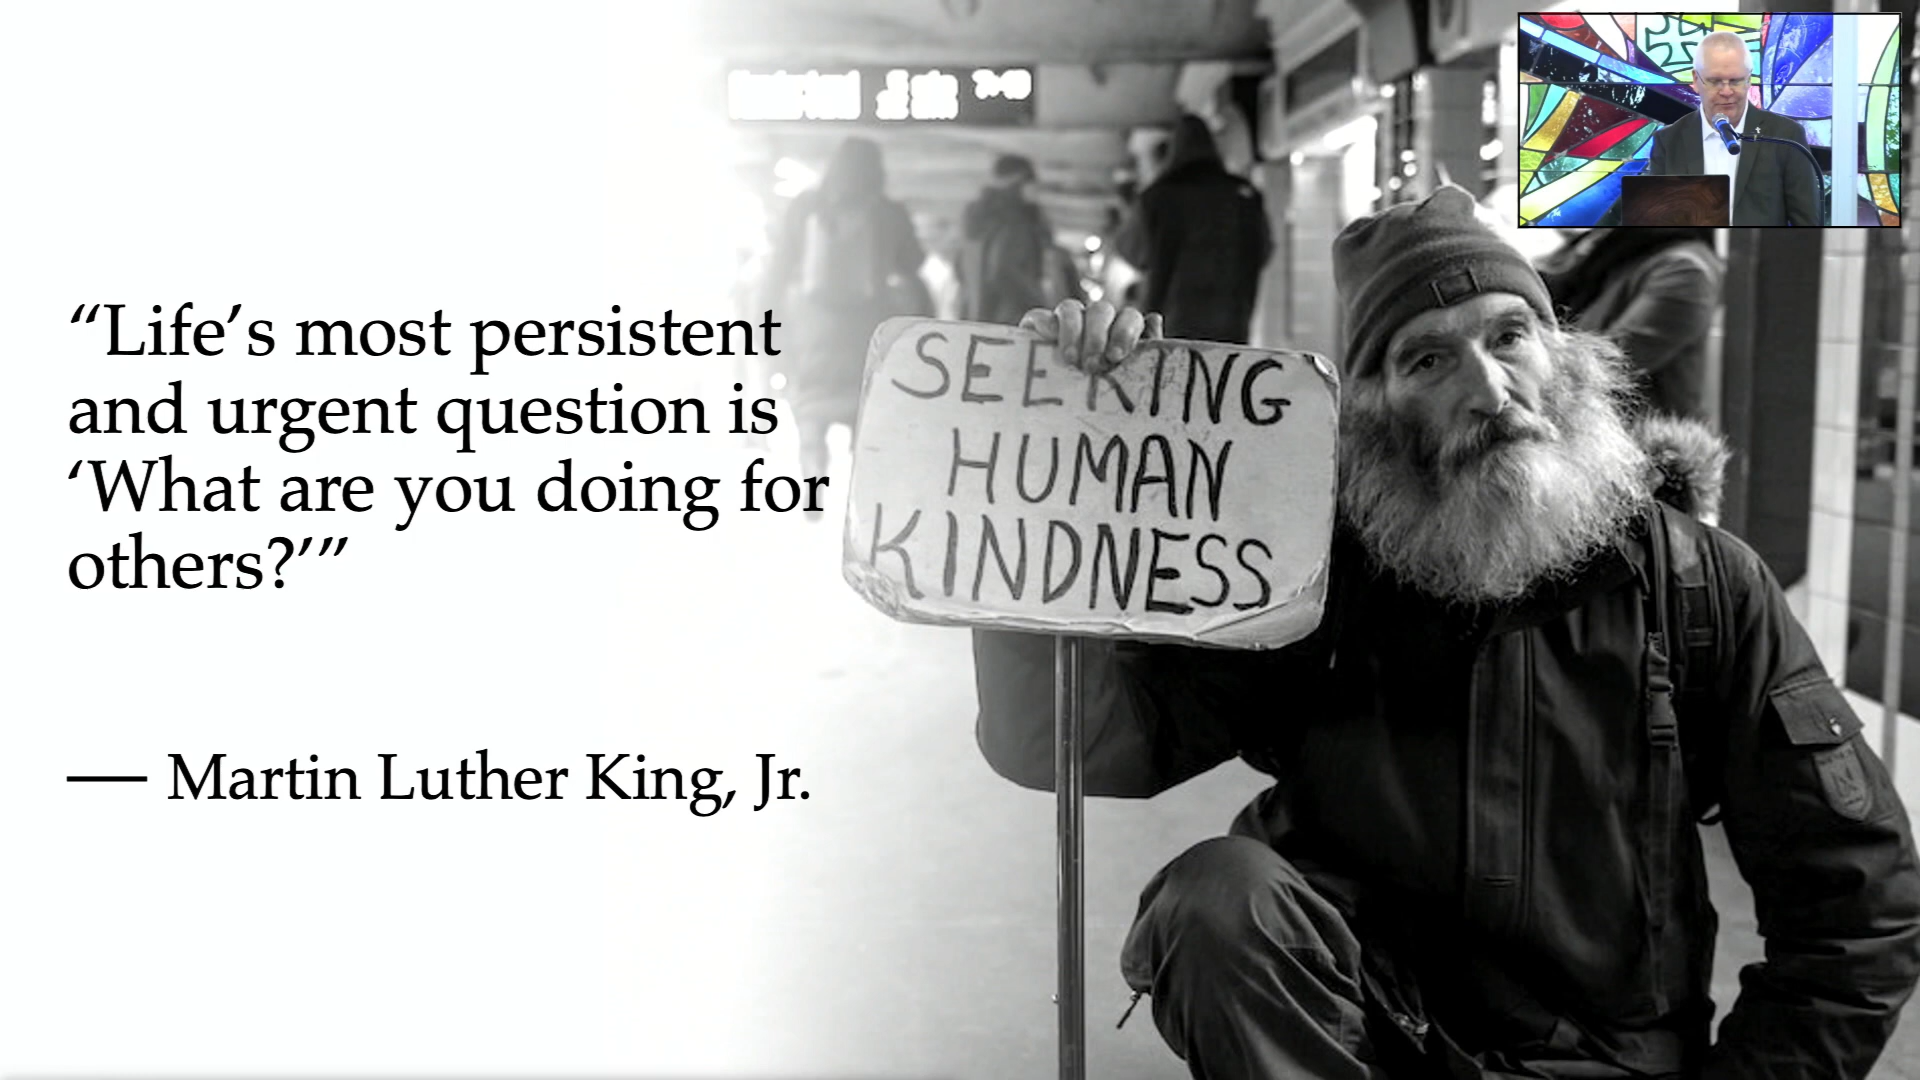 “Life’s most persistent
and urgent question is
‘What are you doing for
others?’”
— Martin Luther King, Jr.
SEEKING
HUMAN
KINDNESS